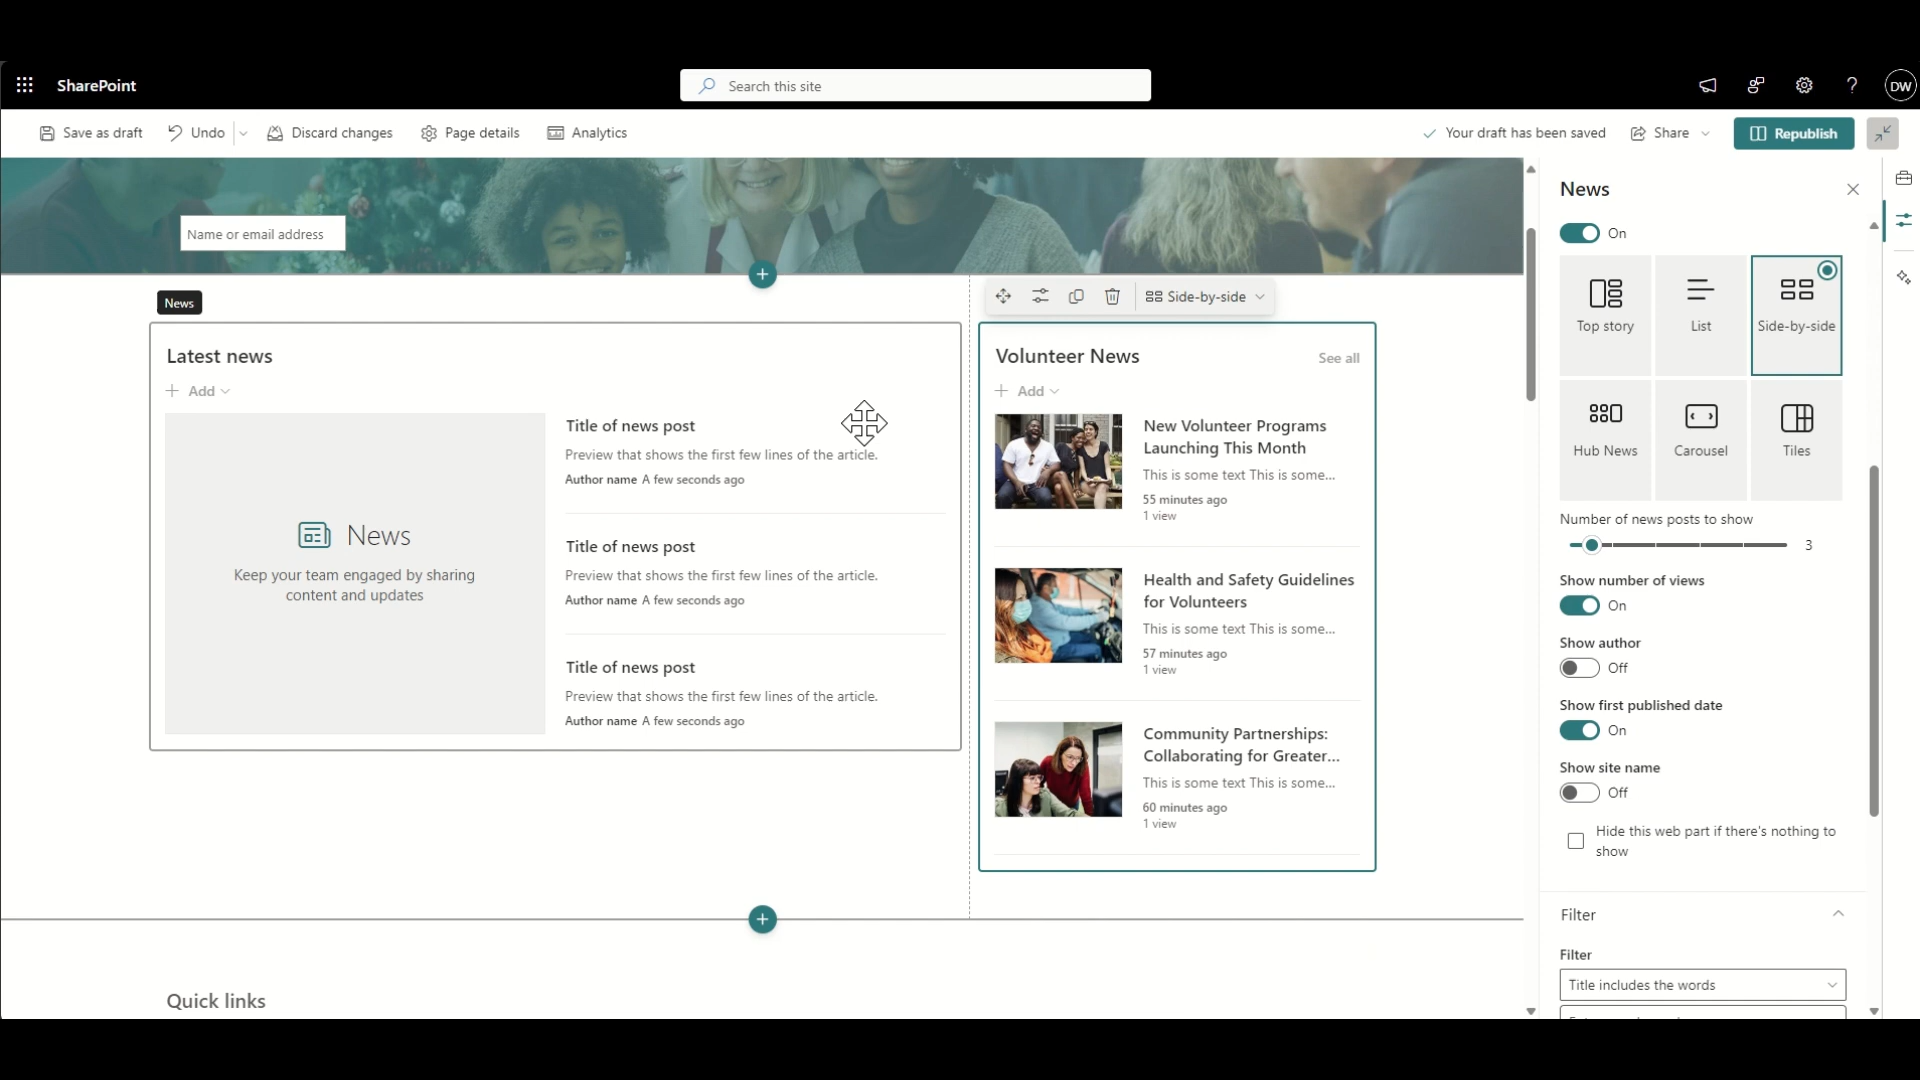 SharePoint
Search this site
DW
Save as draft
Undo
Discard changes
Page details
Analytics
Your draft has been saved
Share
Republish
Name or email address
News
Side-by-side
Latest news
Add
News
Keep your team engaged by sharing
content and updates
Title of news post
Preview that shows the first few lines of the article.
Author name A few seconds ago
Title of news post
Preview that shows the first few lines of the article.
Author name A few seconds ago
Title of news post
Preview that shows the first few lines of the article.
Author name A few seconds ago
Volunteer News
See all
Add
New Volunteer Programs
Launching This Month
This is some text This is some...
55 minutes ago
1 view
Health and Safety Guidelines
for Volunteers
This is some text This is some...
57 minutes ago
1 view
Community Partnerships:
Collaborating for Greater...
This is some text This is some...
60 minutes ago
1 view
Quick links
News
On
Top story
List
Side-by-side
Hub News
Carousel
Tiles
Number of news posts to show
3
Show number of views
On
Show author
Off
Show first published date
On
Show site name
Off
Hide this web part if there's nothing to
show
Filter
Filter
Title includes the words